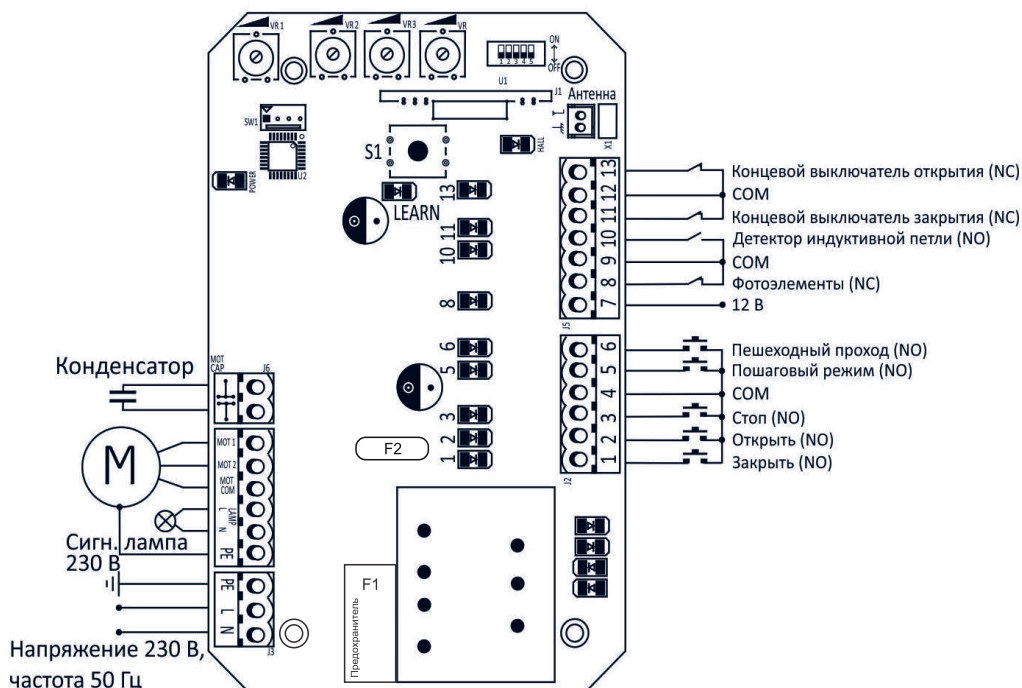 VR1
VR2
VR3
VR
ON
OFF
1 2 3 4 5
U1
J1
Антенна
X1
SW1
U2
POWER
S1
HALL
LEARN
13
11
10
8
6
5
3
2
1
13
12
11
10
9
8
7
J5
Концевой выключатель открытия (NC)
COM
Концевой выключатель закрытия (NC)
Детектор индуктивной петли (NO)
COM
Фотоэлементы (NC)
12 В
6
5
4
3
2
1
J2
Пешеходный проход (NO)
Пошаговый режим (NO)
COM
Стоп (NO)
Открыть (NO)
Закрыть (NO)
Конденсатор
MOT CAP
J6
M
MOT 1
MOT 2
MOT COM
L
LAMP
N
PE
Сигн. лампа
230 В
PE
L
N
J3
Напряжение 230 В,
частота 50 Гц
F2
F1
Предохранитель